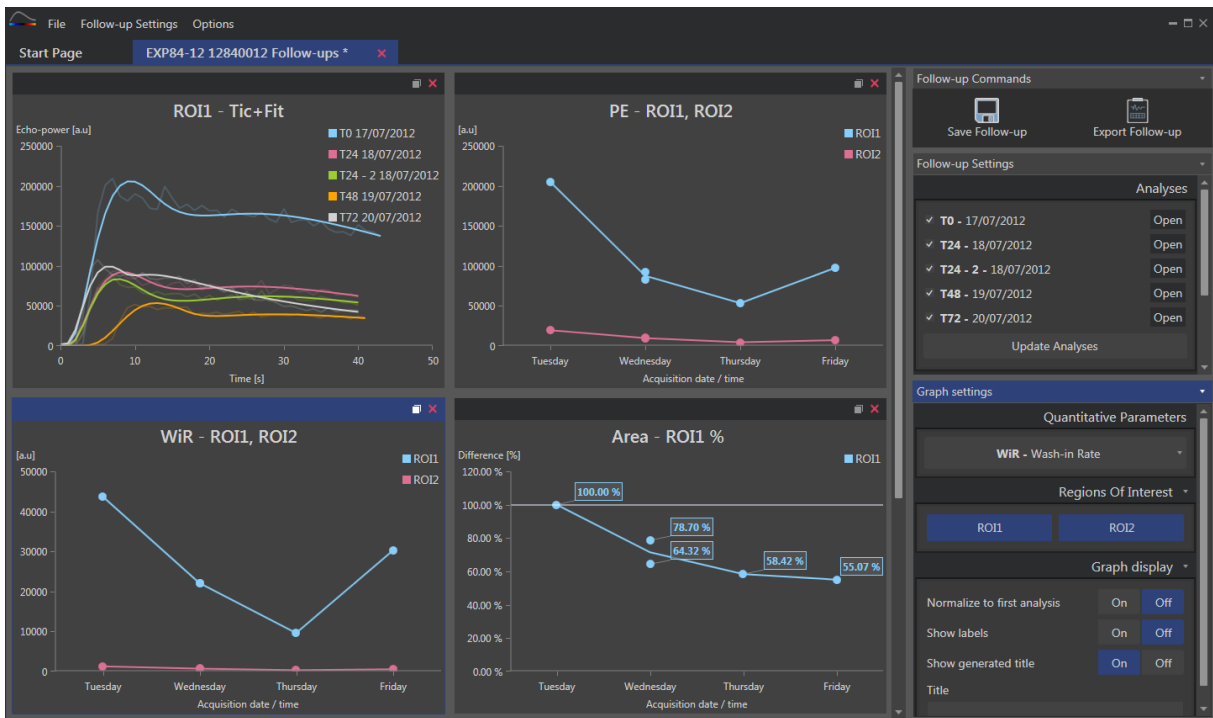 File Follow-up Settings Options
Start Page EXP84-12 12840012 Follow-ups *
ROI1 - Tic+Fit
Echo-power [a.u]
T0 17/07/2012
T24 18/07/2012
T24 - 2 18/07/2012
T48 19/07/2012
T72 20/07/2012
250000
200000
150000
100000
50000
0
0 10 20 30 40 50
Time [s]
PE - ROI1, ROI2
[a.u]
ROI1
ROI2
250000
200000
150000
100000
50000
0
Tuesday Wednesday Thursday Friday
Acquisition date / time
WiR - ROI1, ROI2
[a.u]
ROI1
ROI2
50000
40000
30000
20000
10000
0
Tuesday Wednesday Thursday Friday
Acquisition date / time
Area - ROI1 %
Difference [%]
ROI1
120.00 %
100.00 %
80.00 %
60.00 %
40.00 %
20.00 %
0.00 %
100.00 %
78.70 %
64.32 %
58.42 %
55.07 %
Tuesday Wednesday Thursday Friday
Acquisition date / time
Follow-up Commands
Save Follow-up Export Follow-up
Follow-up Settings
Analyses
T0 - 17/07/2012 Open
T24 - 18/07/2012 Open
T24 - 2 - 18/07/2012 Open
T48 - 19/07/2012 Open
T72 - 20/07/2012 Open
Update Analyses
Graph settings
Quantitative Parameters
WiR - Wash-in Rate
Regions Of Interest
ROI1 ROI2
Graph display
Normalize to first analysis On Off
Show labels On Off
Show generated title On Off
Title